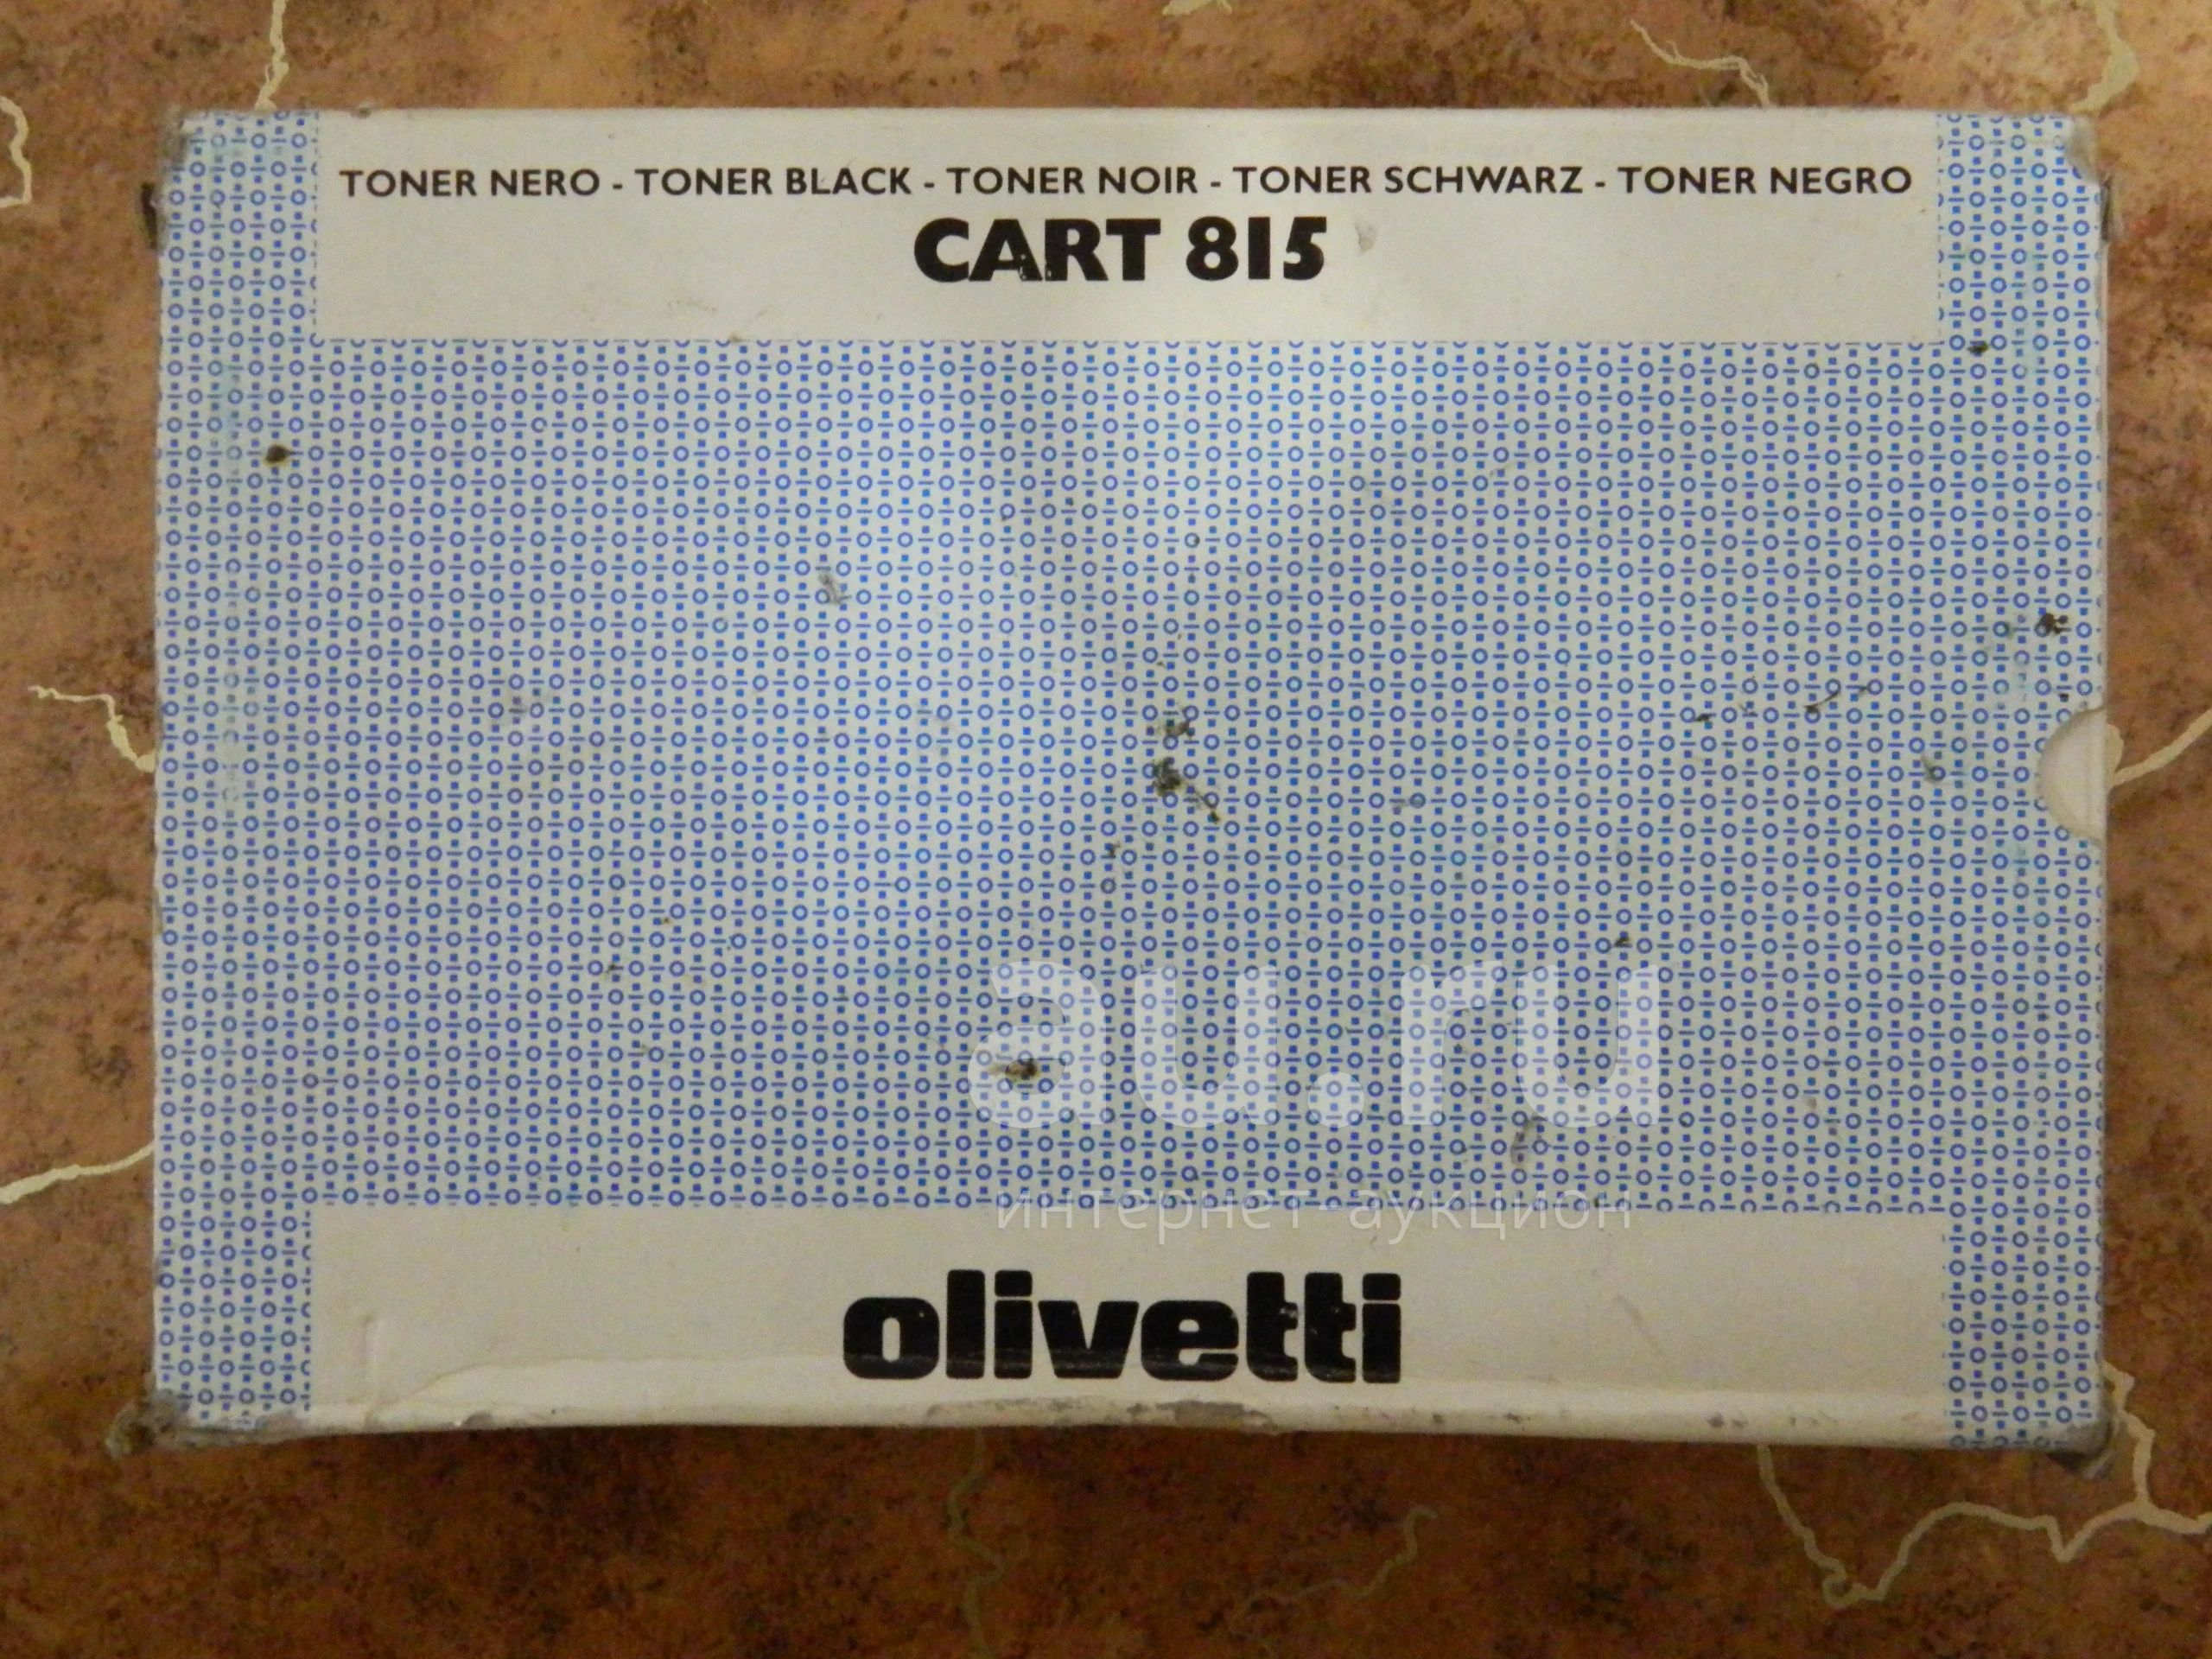 TONER NERO - TONER BLACK - TONER NOIR - TONER SCHWARZ - TONER NEGRO
CART 815
au.ru
интернет-аукцион
olivetti